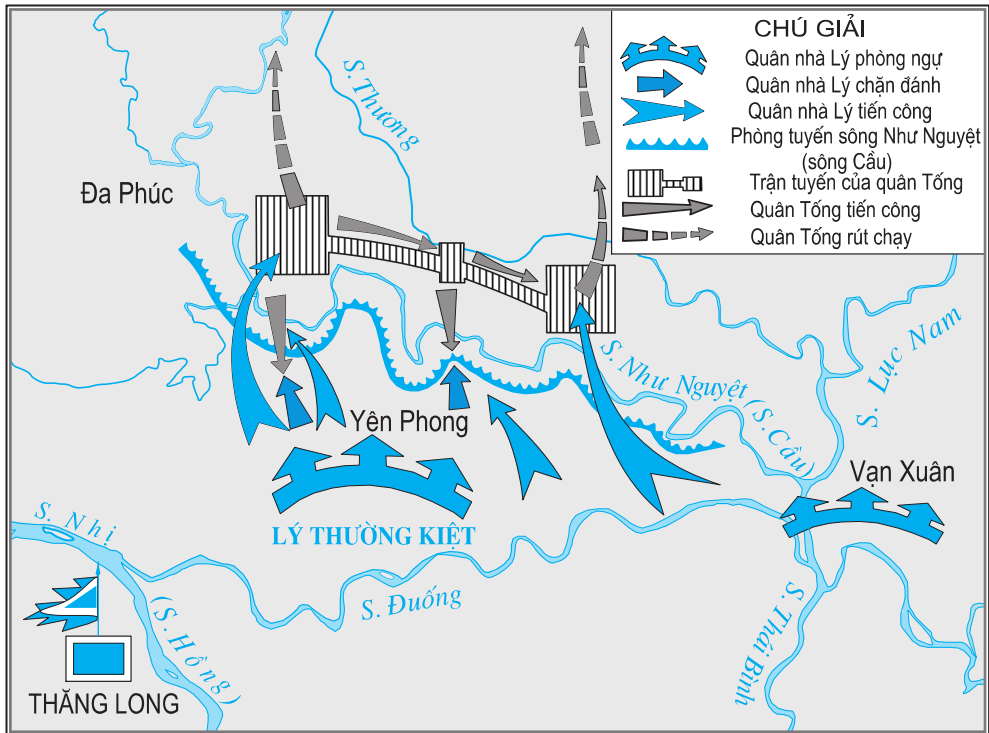 CHÚ GIẢI
Quân nhà Lý phòng ngự
Quân nhà Lý chặn đánh
Quân nhà Lý tiến công
Phòng tuyến sông Như Nguyệt
(sông Cầu)
Trận tuyến của quân Tống
Quân Tống tiến công
Quân Tống rút chạy
S. Thương
Đa Phúc
S. Lục Nam
S. Như Nguyệt (S. Cầu)
Yên Phong
Vạn Xuân
LÝ THƯỜNG KIỆT
S. Nhị
(S. Hồng)
S. Đuống
S. Thái Bình
THĂNG LONG